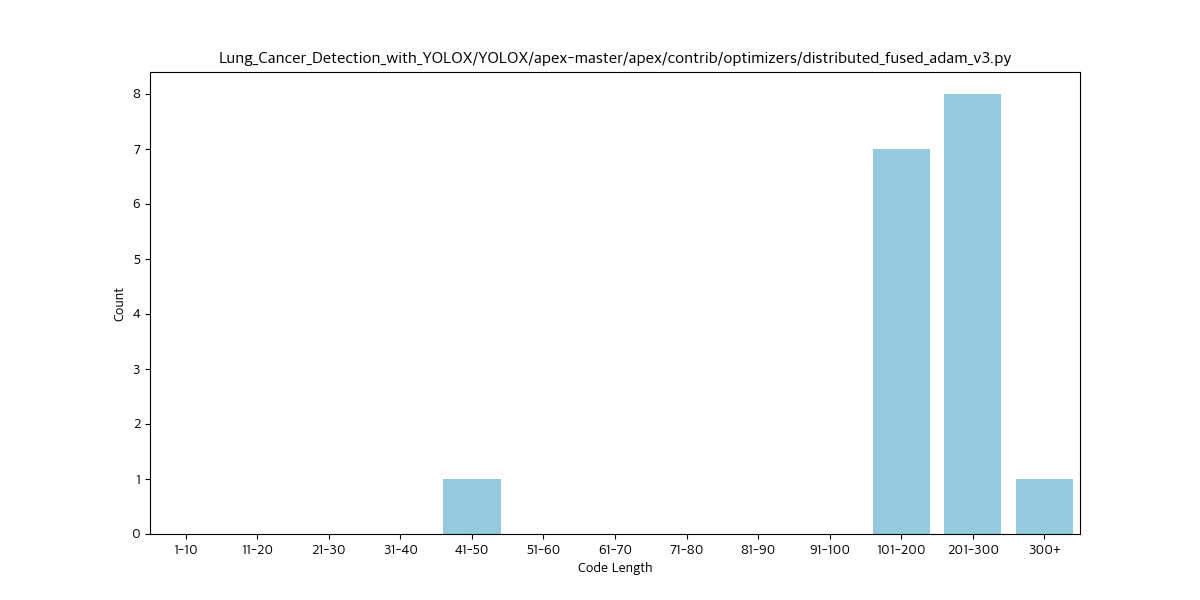 Lung_Cancer_Detection_with_YOLOX/YOLOX/apex-master/apex/contrib/optimizers/distributed_fused_adam_v3.py
8
7
6
5
4
3
2
1
0
Count
1-10 11-20 21-30 31-40 41-50 51-60 61-70 71-80 81-90 91-100 101-200 201-300 300+
Code Length